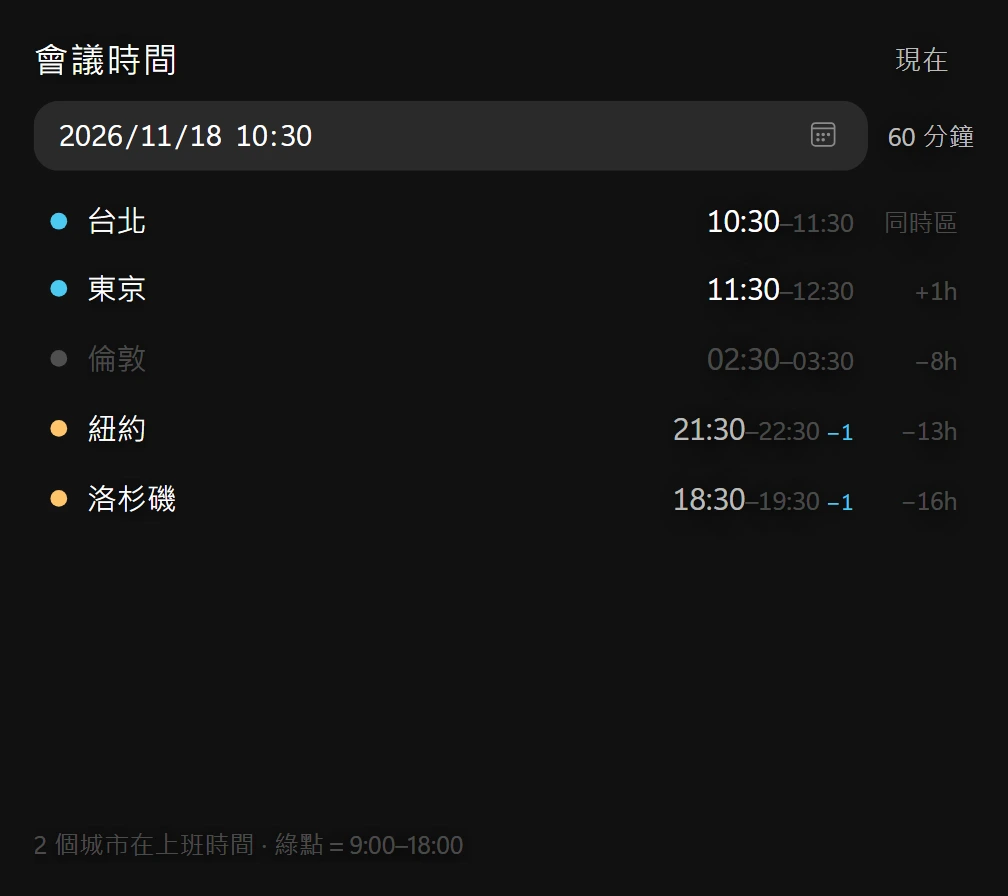 會議時間 現在
2026/11/18 10:30 60 分鐘
台北 10:30–11:30 同時區
東京 11:30–12:30 +1h
倫敦 02:30–03:30 −8h
紐約 21:30–22:30 −1 −13h
洛杉磯 18:30–19:30 −1 −16h
2 個城市在上班時間 · 綠點 = 9:00–18:00